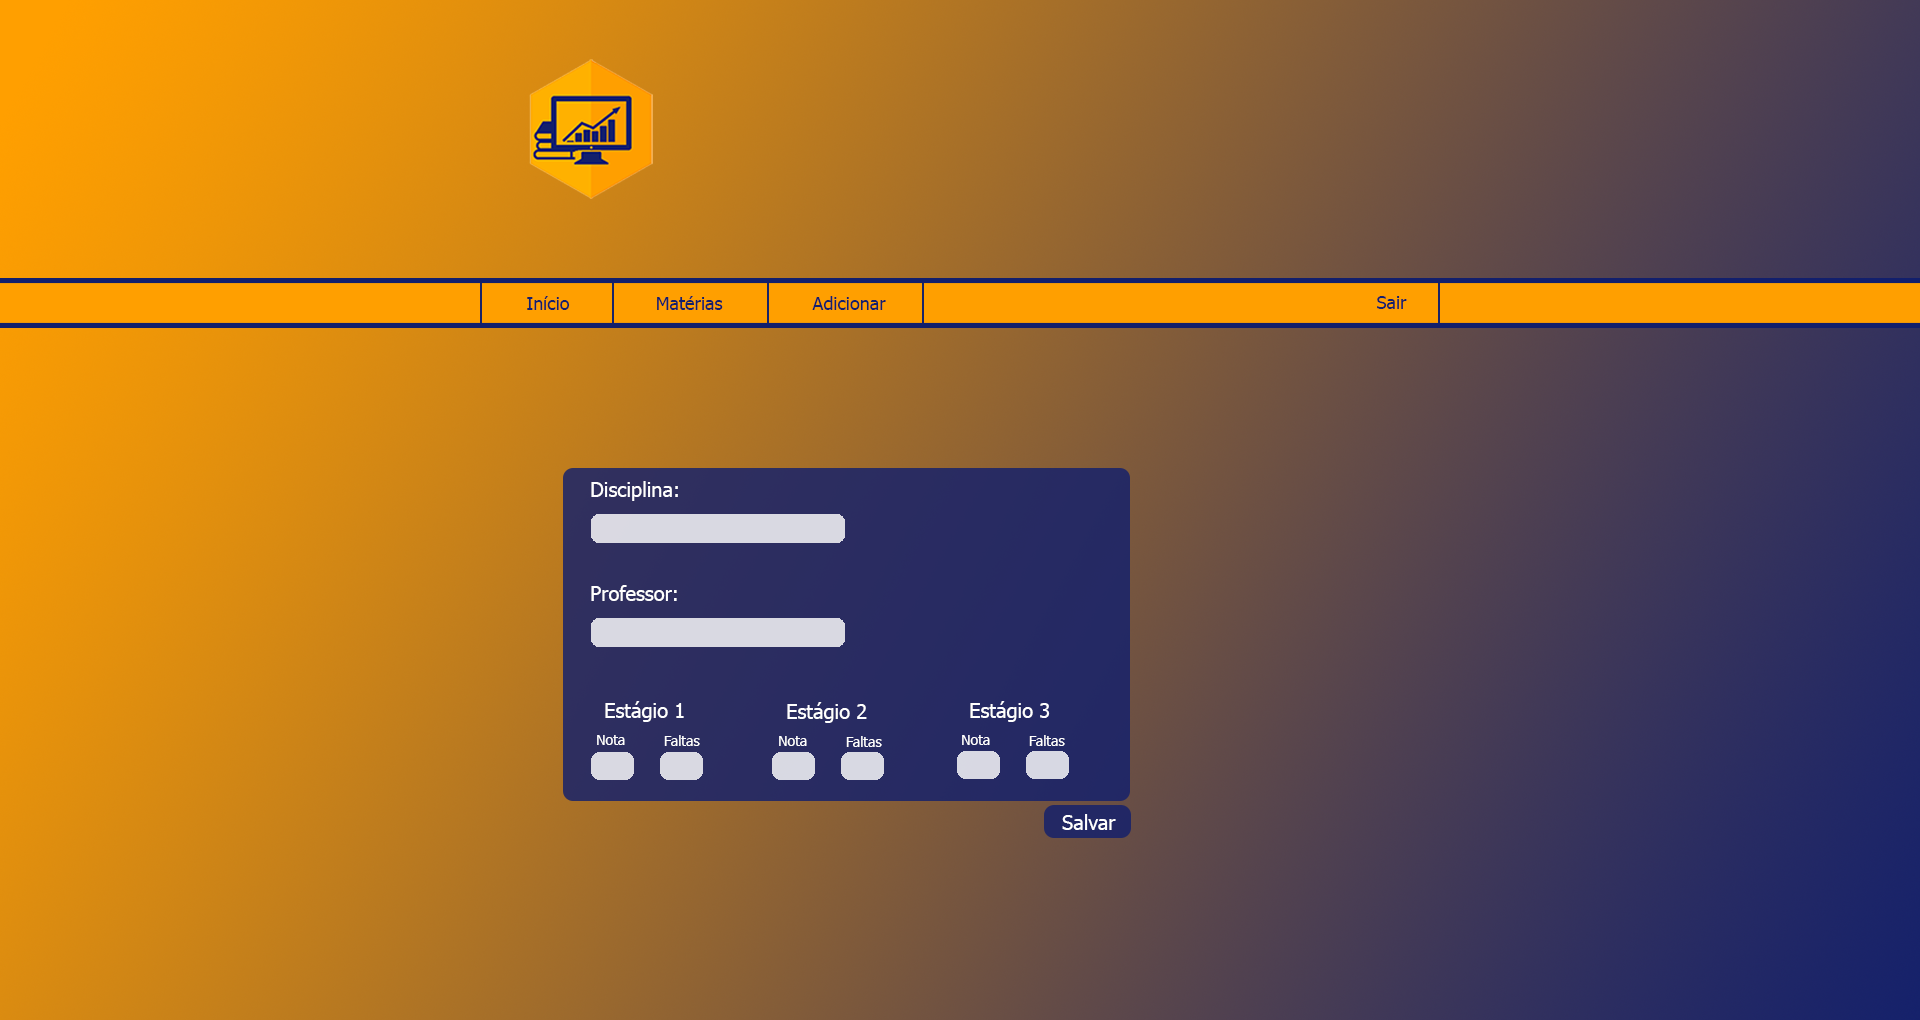 Início Matérias Adicionar Sair
Disciplina:
Professor:
Estágio 1 Estágio 2 Estágio 3
Nota Faltas Nota Faltas Nota Faltas
Salvar